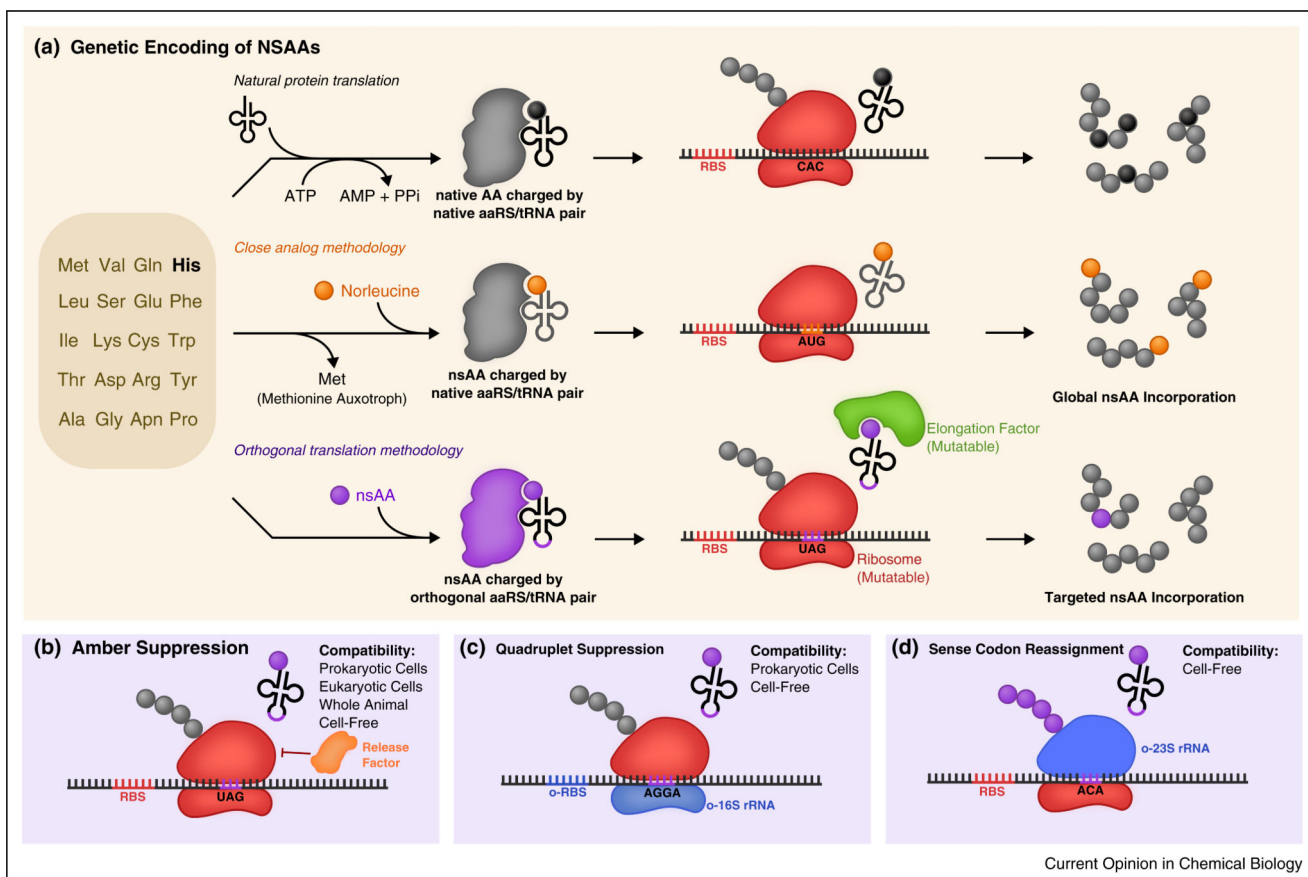 (a) Genetic Encoding of NSAAs
Natural protein translation
ATP
AMP + PPi
native AA charged by
native aaRS/tRNA pair
RBS
CAC
Met Val Gln His
Leu Ser Glu Phe
Ile Lys Cys Trp
Thr Asp Arg Tyr
Ala Gly Apn Pro
Close analog methodology
Norleucine
Met
(Methionine Auxotroph)
nsAA charged by
native aaRS/tRNA pair
RBS
AUG
Global nsAA Incorporation
Orthogonal translation methodology
nsAA
nsAA charged by
orthogonal aaRS/tRNA pair
Elongation Factor
(Mutatable)
RBS
UAG
Ribosome
(Mutatable)
Targeted nsAA Incorporation
(b) Amber Suppression
Compatibility:
Prokaryotic Cells
Eukaryotic Cells
Whole Animal
Cell-Free
Release
Factor
RBS
UAG
(c) Quadruplet Suppression
Compatibility:
Prokaryotic Cells
Cell-Free
o-RBS
AGGA
o-16S rRNA
(d) Sense Codon Reassignment
Compatibility:
Cell-Free
o-23S rRNA
RBS
ACA
Current Opinion in Chemical Biology